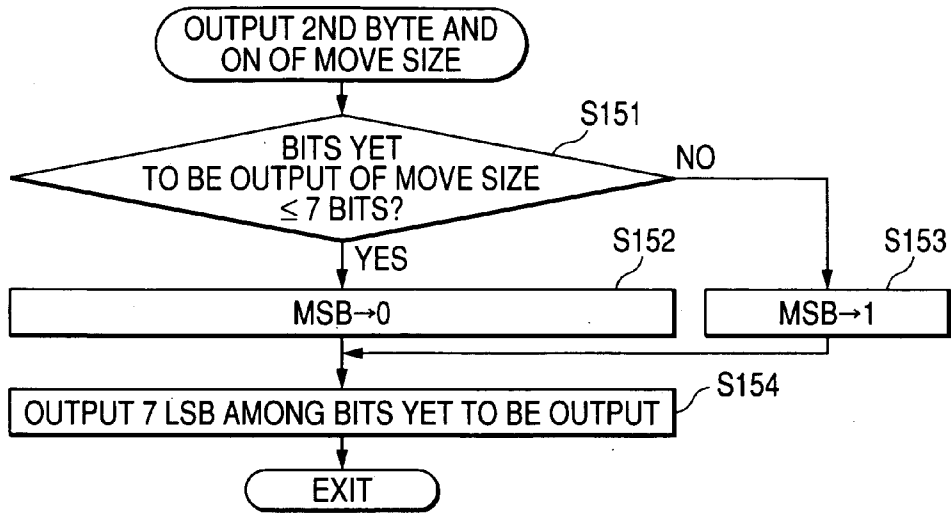 OUTPUT 2ND BYTE AND
ON OF MOVE SIZE
S151
BITS YET
TO BE OUTPUT OF MOVE SIZE
≤ 7 BITS?
NO
YES
S152
S153
MSB→0
MSB→1
S154
OUTPUT 7 LSB AMONG BITS YET TO BE OUTPUT
EXIT